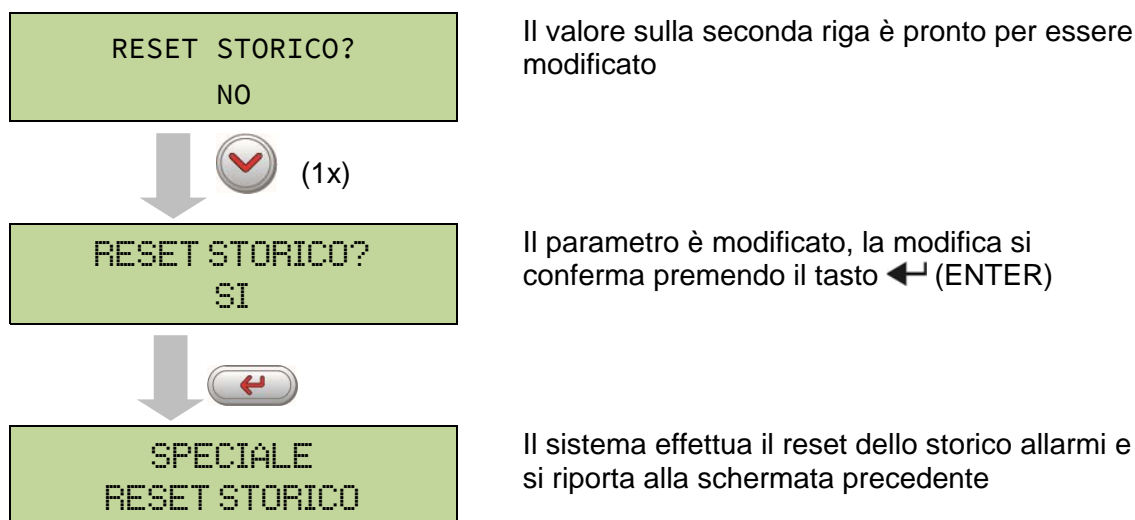 RESET STORICO?
NO
Il valore sulla seconda riga è pronto per essere
modificato
(1x)
RESET STORICO?
SI
Il parametro è modificato, la modifica si
conferma premendo il tasto (ENTER)
SPECIALE
RESET STORICO
Il sistema effettua il reset dello storico allarmi e
si riporta alla schermata precedente